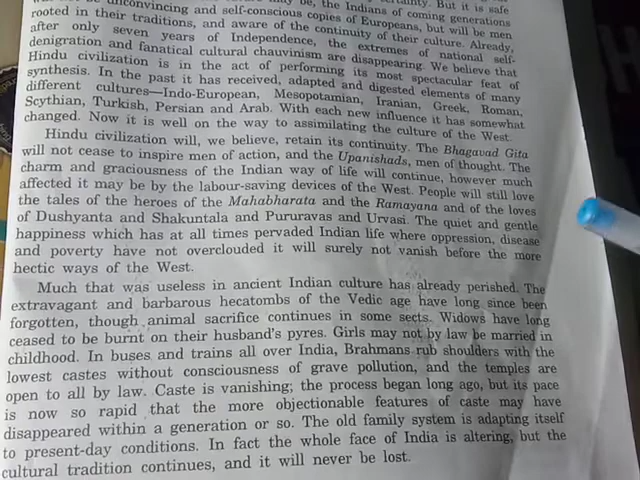 unconvincing and self-conscious copies of Europeans, but will be men
rooted in their traditions, and aware of the continuity of their culture. Already,
after only seven years of Independence, the extremes of national self-
denigration and fanatical cultural chauvinism are disappearing. We believe that
Hindu civilization is in the act of performing its most spectacular feat of
synthesis. In the past it has received, adapted and digested elements of many
different cultures—Indo-European, Mesopotamian, Iranian, Greek, Roman,
Scythian, Turkish, Persian and Arab. With each new influence it has somewhat
changed. Now it is well on the way to assimilating the culture of the West.
Hindu civilization will, we believe, retain its continuity. The Bhagavad Gita
will not cease to inspire men of action, and the Upanishads, men of thought. The
charm and graciousness of the Indian way of life will continue, however much
affected it may be by the labour-saving devices of the West. People will still love
the tales of the heroes of the Mahabharata and the Ramayana and of the loves
of Dushyanta and Shakuntala and Pururavas and Urvasi. The quiet and gentle
happiness which has at all times pervaded Indian life where oppression, disease
and poverty have not overclouded it will surely not vanish before the more
hectic ways of the West.
Much that was useless in ancient Indian culture has already perished. The
extravagant and barbarous hecatombs of the Vedic age have long since been
forgotten, though animal sacrifice continues in some sects. Widows have long
ceased to be burnt on their husband's pyres. Girls may not by law be married in
childhood. In buses and trains all over India, Brahmans rub shoulders with the
lowest castes without consciousness of grave pollution, and the temples are
open to all by law. Caste is vanishing; the process began long ago, but its pace
is now so rapid that the more objectionable features of caste may have
disappeared within a generation or so. The old family system is adapting itself
to present-day conditions. In fact the whole face of India is altering, but the
cultural tradition continues, and it will never be lost.